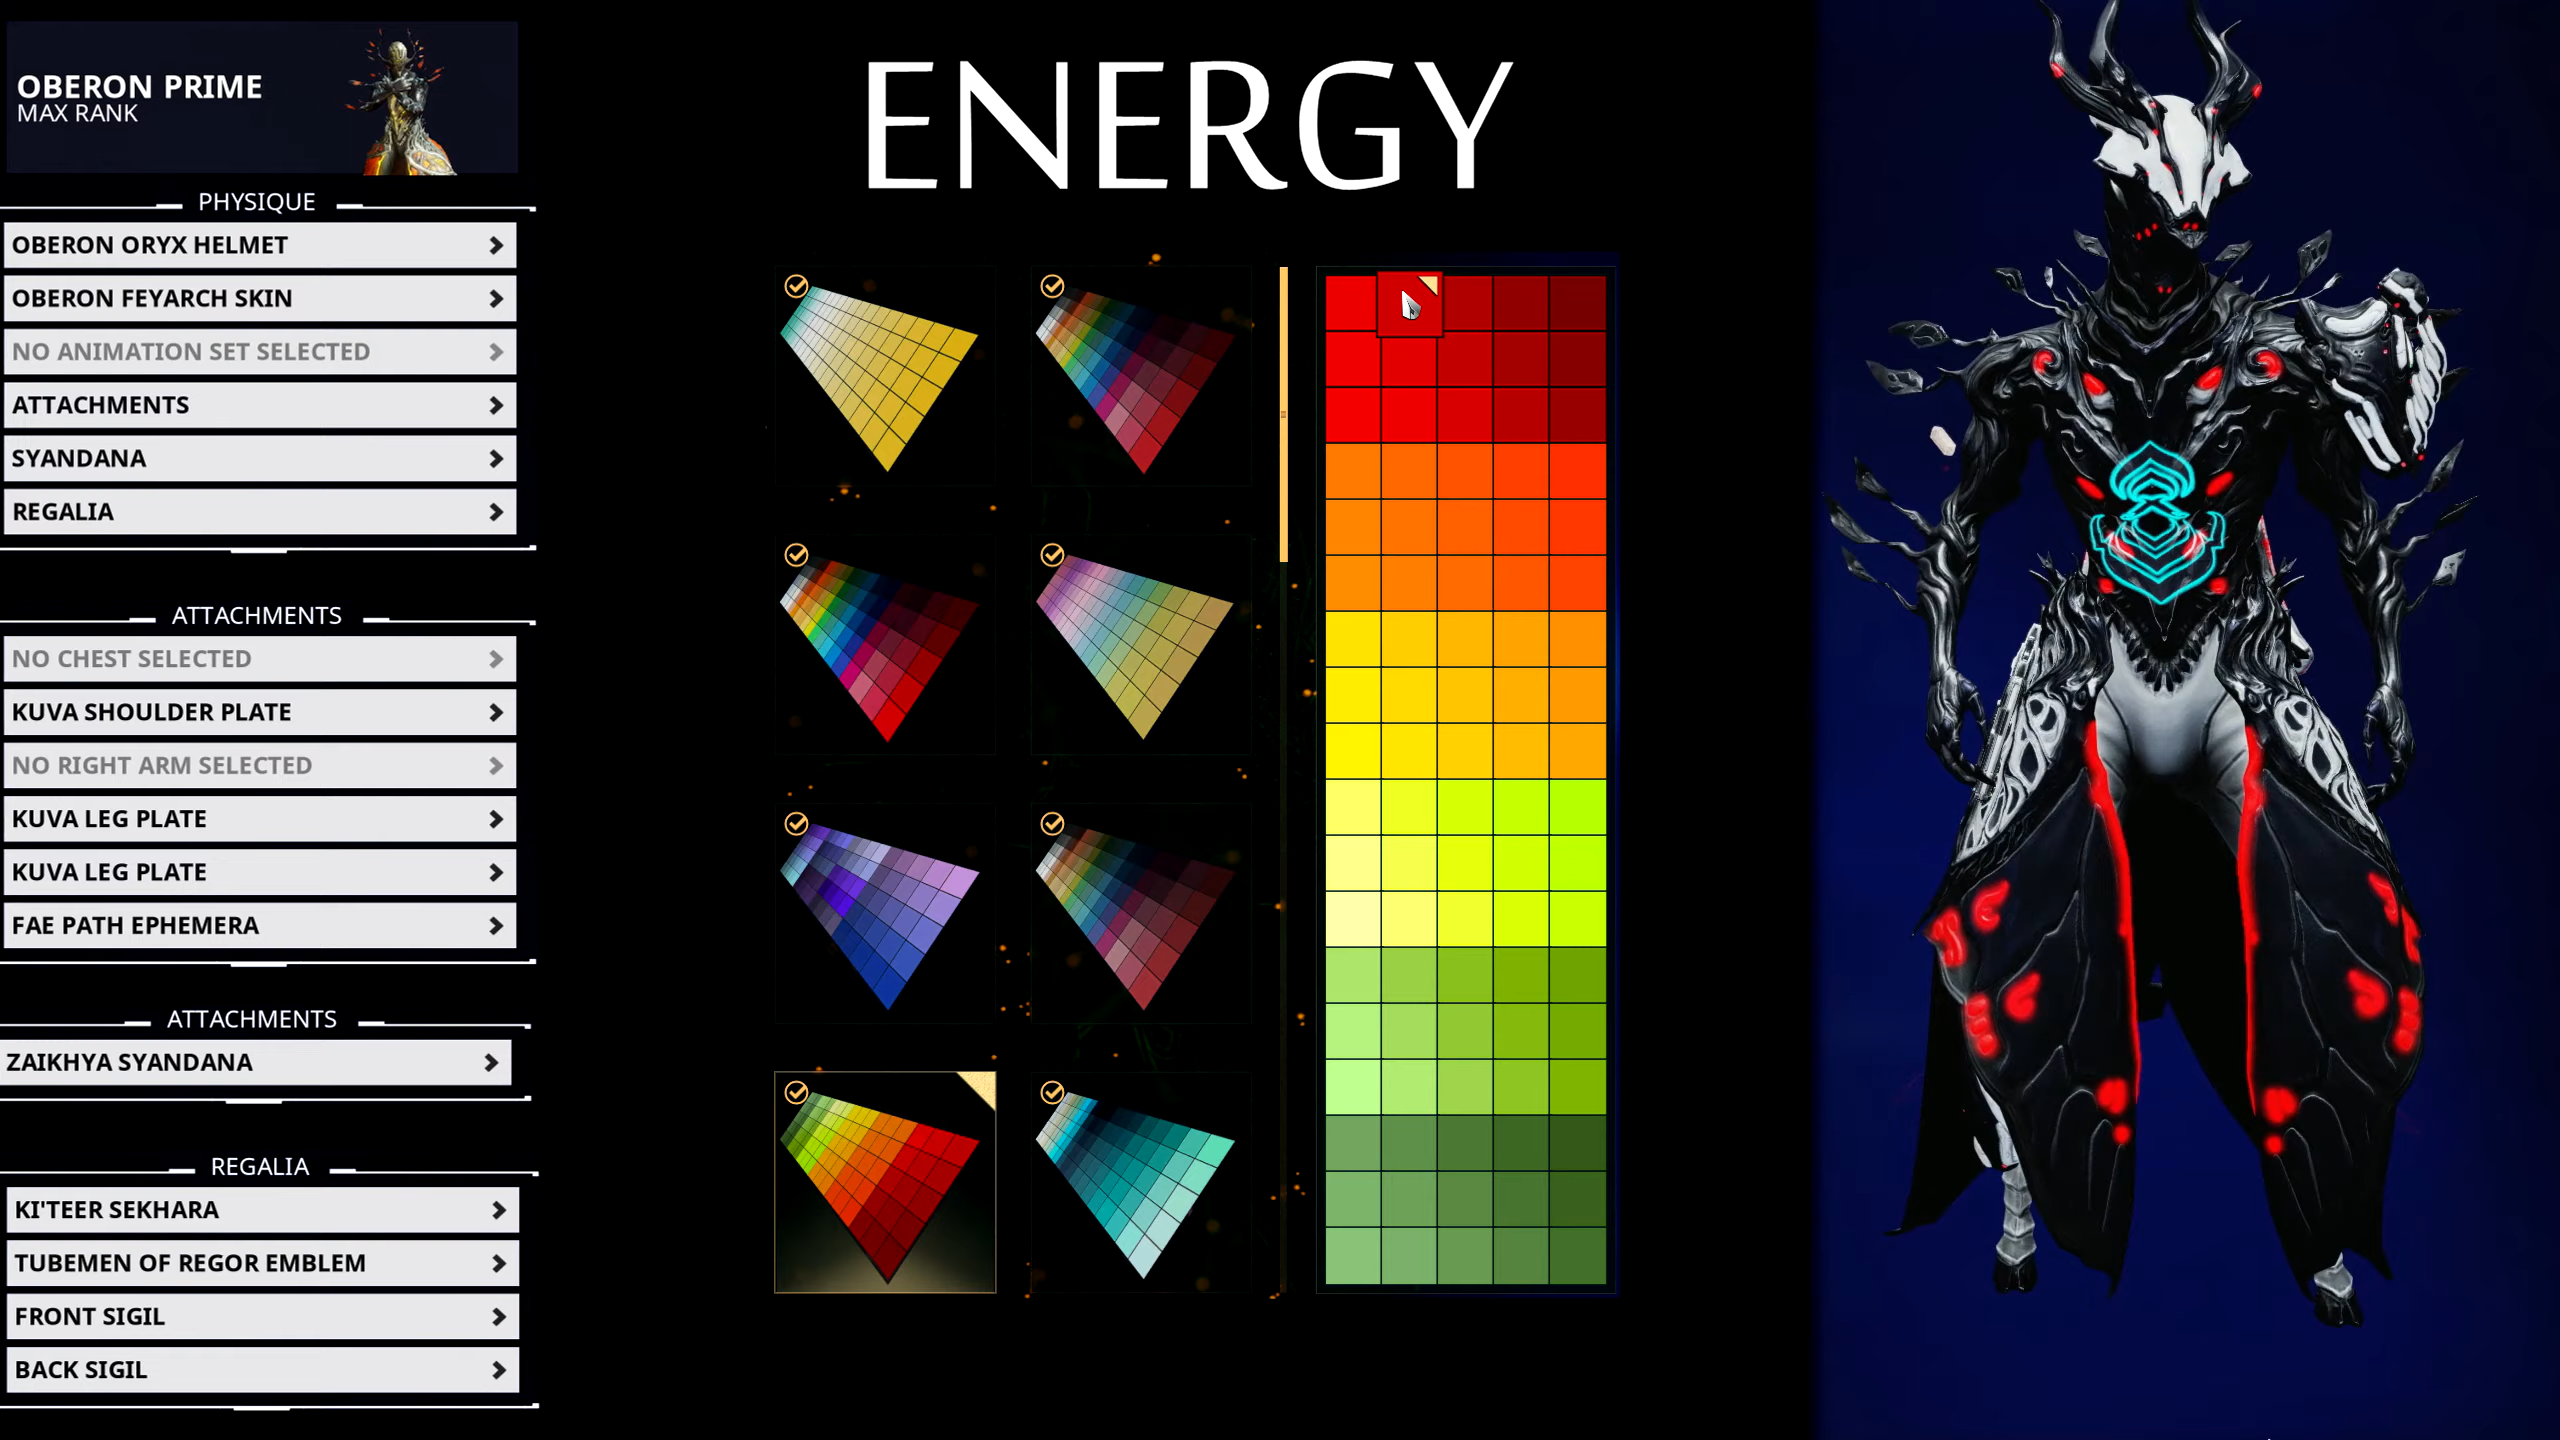 OBERON PRIME
MAX RANK
PHYSIQUE
OBERON ORYX HELMET
OBERON FEYARCH SKIN
NO ANIMATION SET SELECTED
ATTACHMENTS
SYANDANA
REGALIA
ATTACHMENTS
NO CHEST SELECTED
KUVA SHOULDER PLATE
NO RIGHT ARM SELECTED
KUVA LEG PLATE
KUVA LEG PLATE
FAE PATH EPHEMERA
ATTACHMENTS
ZAIKHYA SYANDANA
REGALIA
KI'TEER SEKHARA
TUBEMEN OF REGOR EMBLEM
FRONT SIGIL
BACK SIGIL
ENERGY